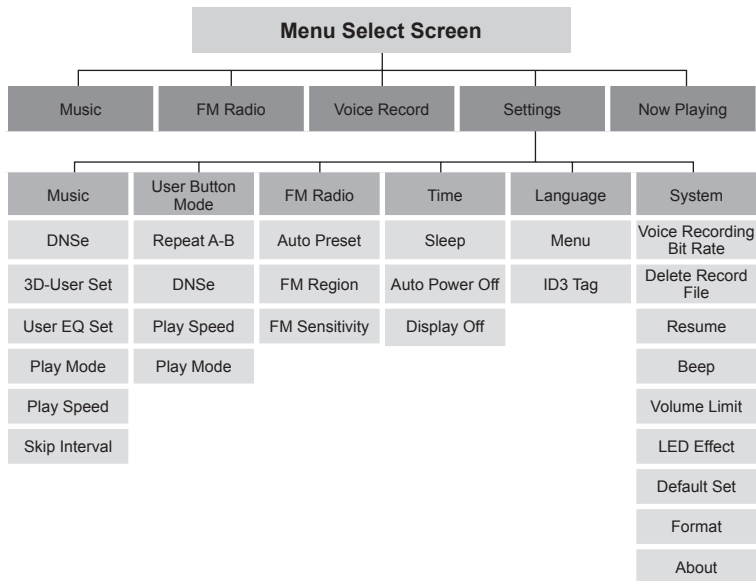 Menu Select Screen
Music
FM Radio
Voice Record
Settings
Now Playing
Music
DNSe
3D-User Set
User EQ Set
Play Mode
Play Speed
Skip Interval
User Button
Mode
Repeat A-B
DNSe
Play Speed
Play Mode
FM Radio
Auto Preset
FM Region
FM Sensitivity
Time
Sleep
Auto Power Off
Display Off
Language
Menu
ID3 Tag
System
Voice Recording
Bit Rate
Delete Record
File
Resume
Beep
Volume Limit
LED Effect
Default Set
Format
About